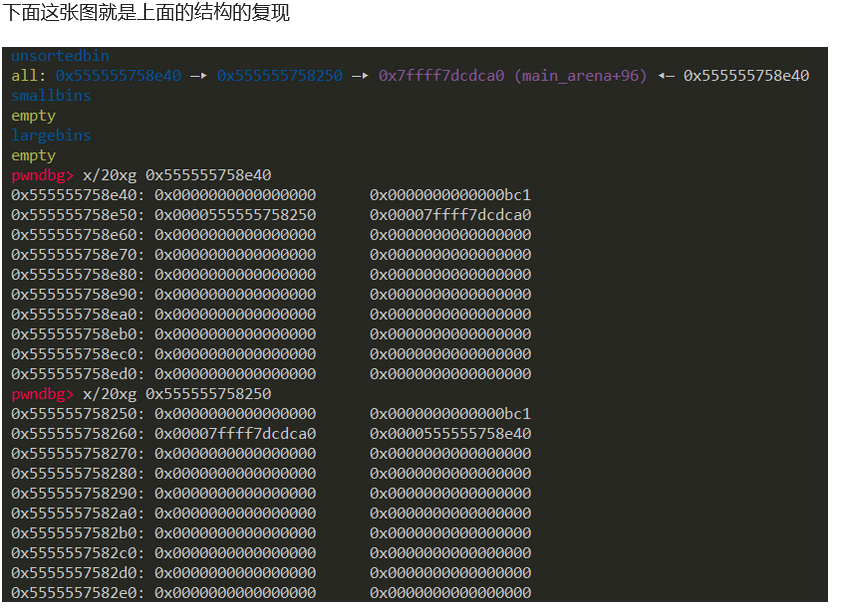 下面这张图就是上面的结构的复现
unsortedbin
all: 0x555555758e40 —▸ 0x555555758250 —▸ 0x7ffff7dcdca0 (main_arena+96) ◂— 0x555555758e40
smallbins
empty
largebins
empty
pwndbg> x/20xg 0x555555758e40
0x555555758e40: 0x0000000000000000 0x0000000000000bc1
0x555555758e50: 0x0000555555758250 0x00007ffff7dcdca0
0x555555758e60: 0x0000000000000000 0x0000000000000000
0x555555758e70: 0x0000000000000000 0x0000000000000000
0x555555758e80: 0x0000000000000000 0x0000000000000000
0x555555758e90: 0x0000000000000000 0x0000000000000000
0x555555758ea0: 0x0000000000000000 0x0000000000000000
0x555555758eb0: 0x0000000000000000 0x0000000000000000
0x555555758ec0: 0x0000000000000000 0x0000000000000000
0x555555758ed0: 0x0000000000000000 0x0000000000000000
pwndbg> x/20xg 0x555555758250
0x555555758250: 0x0000000000000000 0x0000000000000bc1
0x555555758260: 0x00007ffff7dcdca0 0x0000555555758e40
0x555555758270: 0x0000000000000000 0x0000000000000000
0x555555758280: 0x0000000000000000 0x0000000000000000
0x555555758290: 0x0000000000000000 0x0000000000000000
0x5555557582a0: 0x0000000000000000 0x0000000000000000
0x5555557582b0: 0x0000000000000000 0x0000000000000000
0x5555557582c0: 0x0000000000000000 0x0000000000000000
0x5555557582d0: 0x0000000000000000 0x0000000000000000
0x5555557582e0: 0x0000000000000000 0x0000000000000000